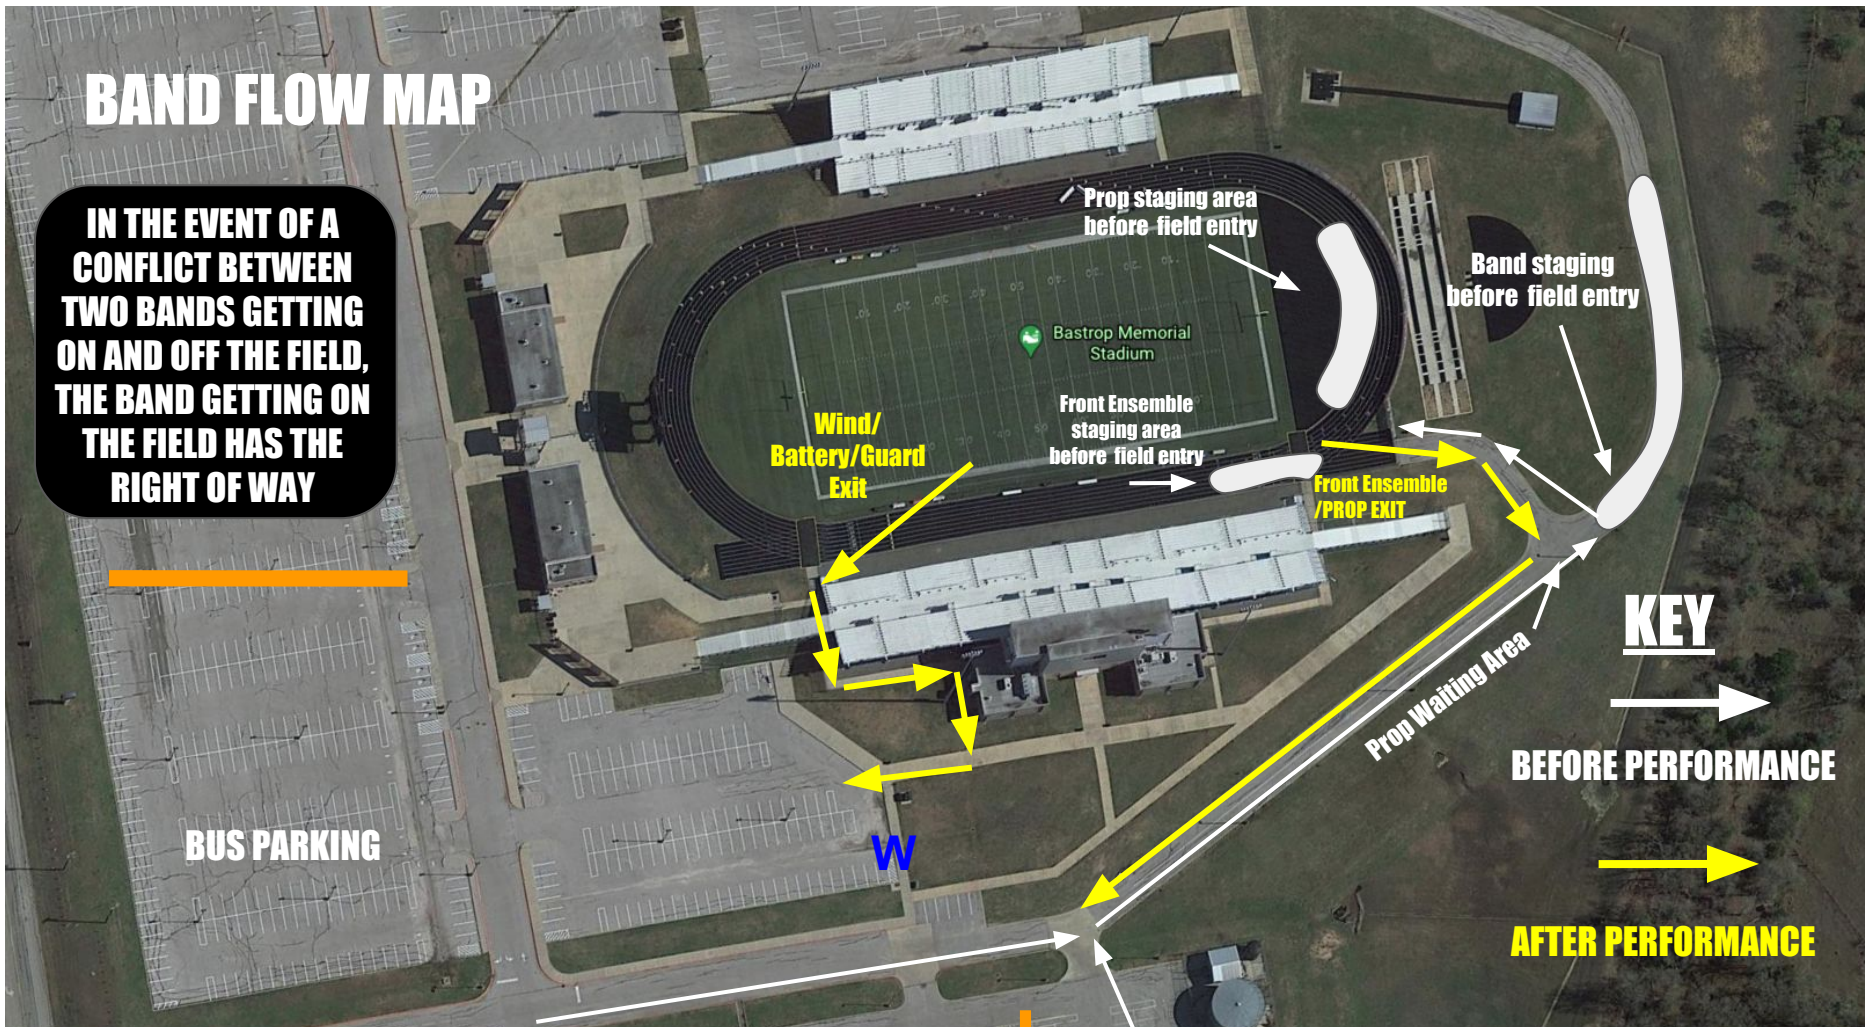 BAND FLOW MAP
IN THE EVENT OF A
CONFLICT BETWEEN
TWO BANDS GETTING
ON AND OFF THE FIELD,
THE BAND GETTING ON
THE FIELD HAS THE
RIGHT OF WAY
Prop staging area
before field entry
Band staging
before field entry
Bastrop Memorial
Stadium
Wind/
Battery/Guard
Exit
Front Ensemble
staging area
before field entry
Front Ensemble
/PROP EXIT
Prop Waiting Area
KEY
BEFORE PERFORMANCE
AFTER PERFORMANCE
BUS PARKING
W